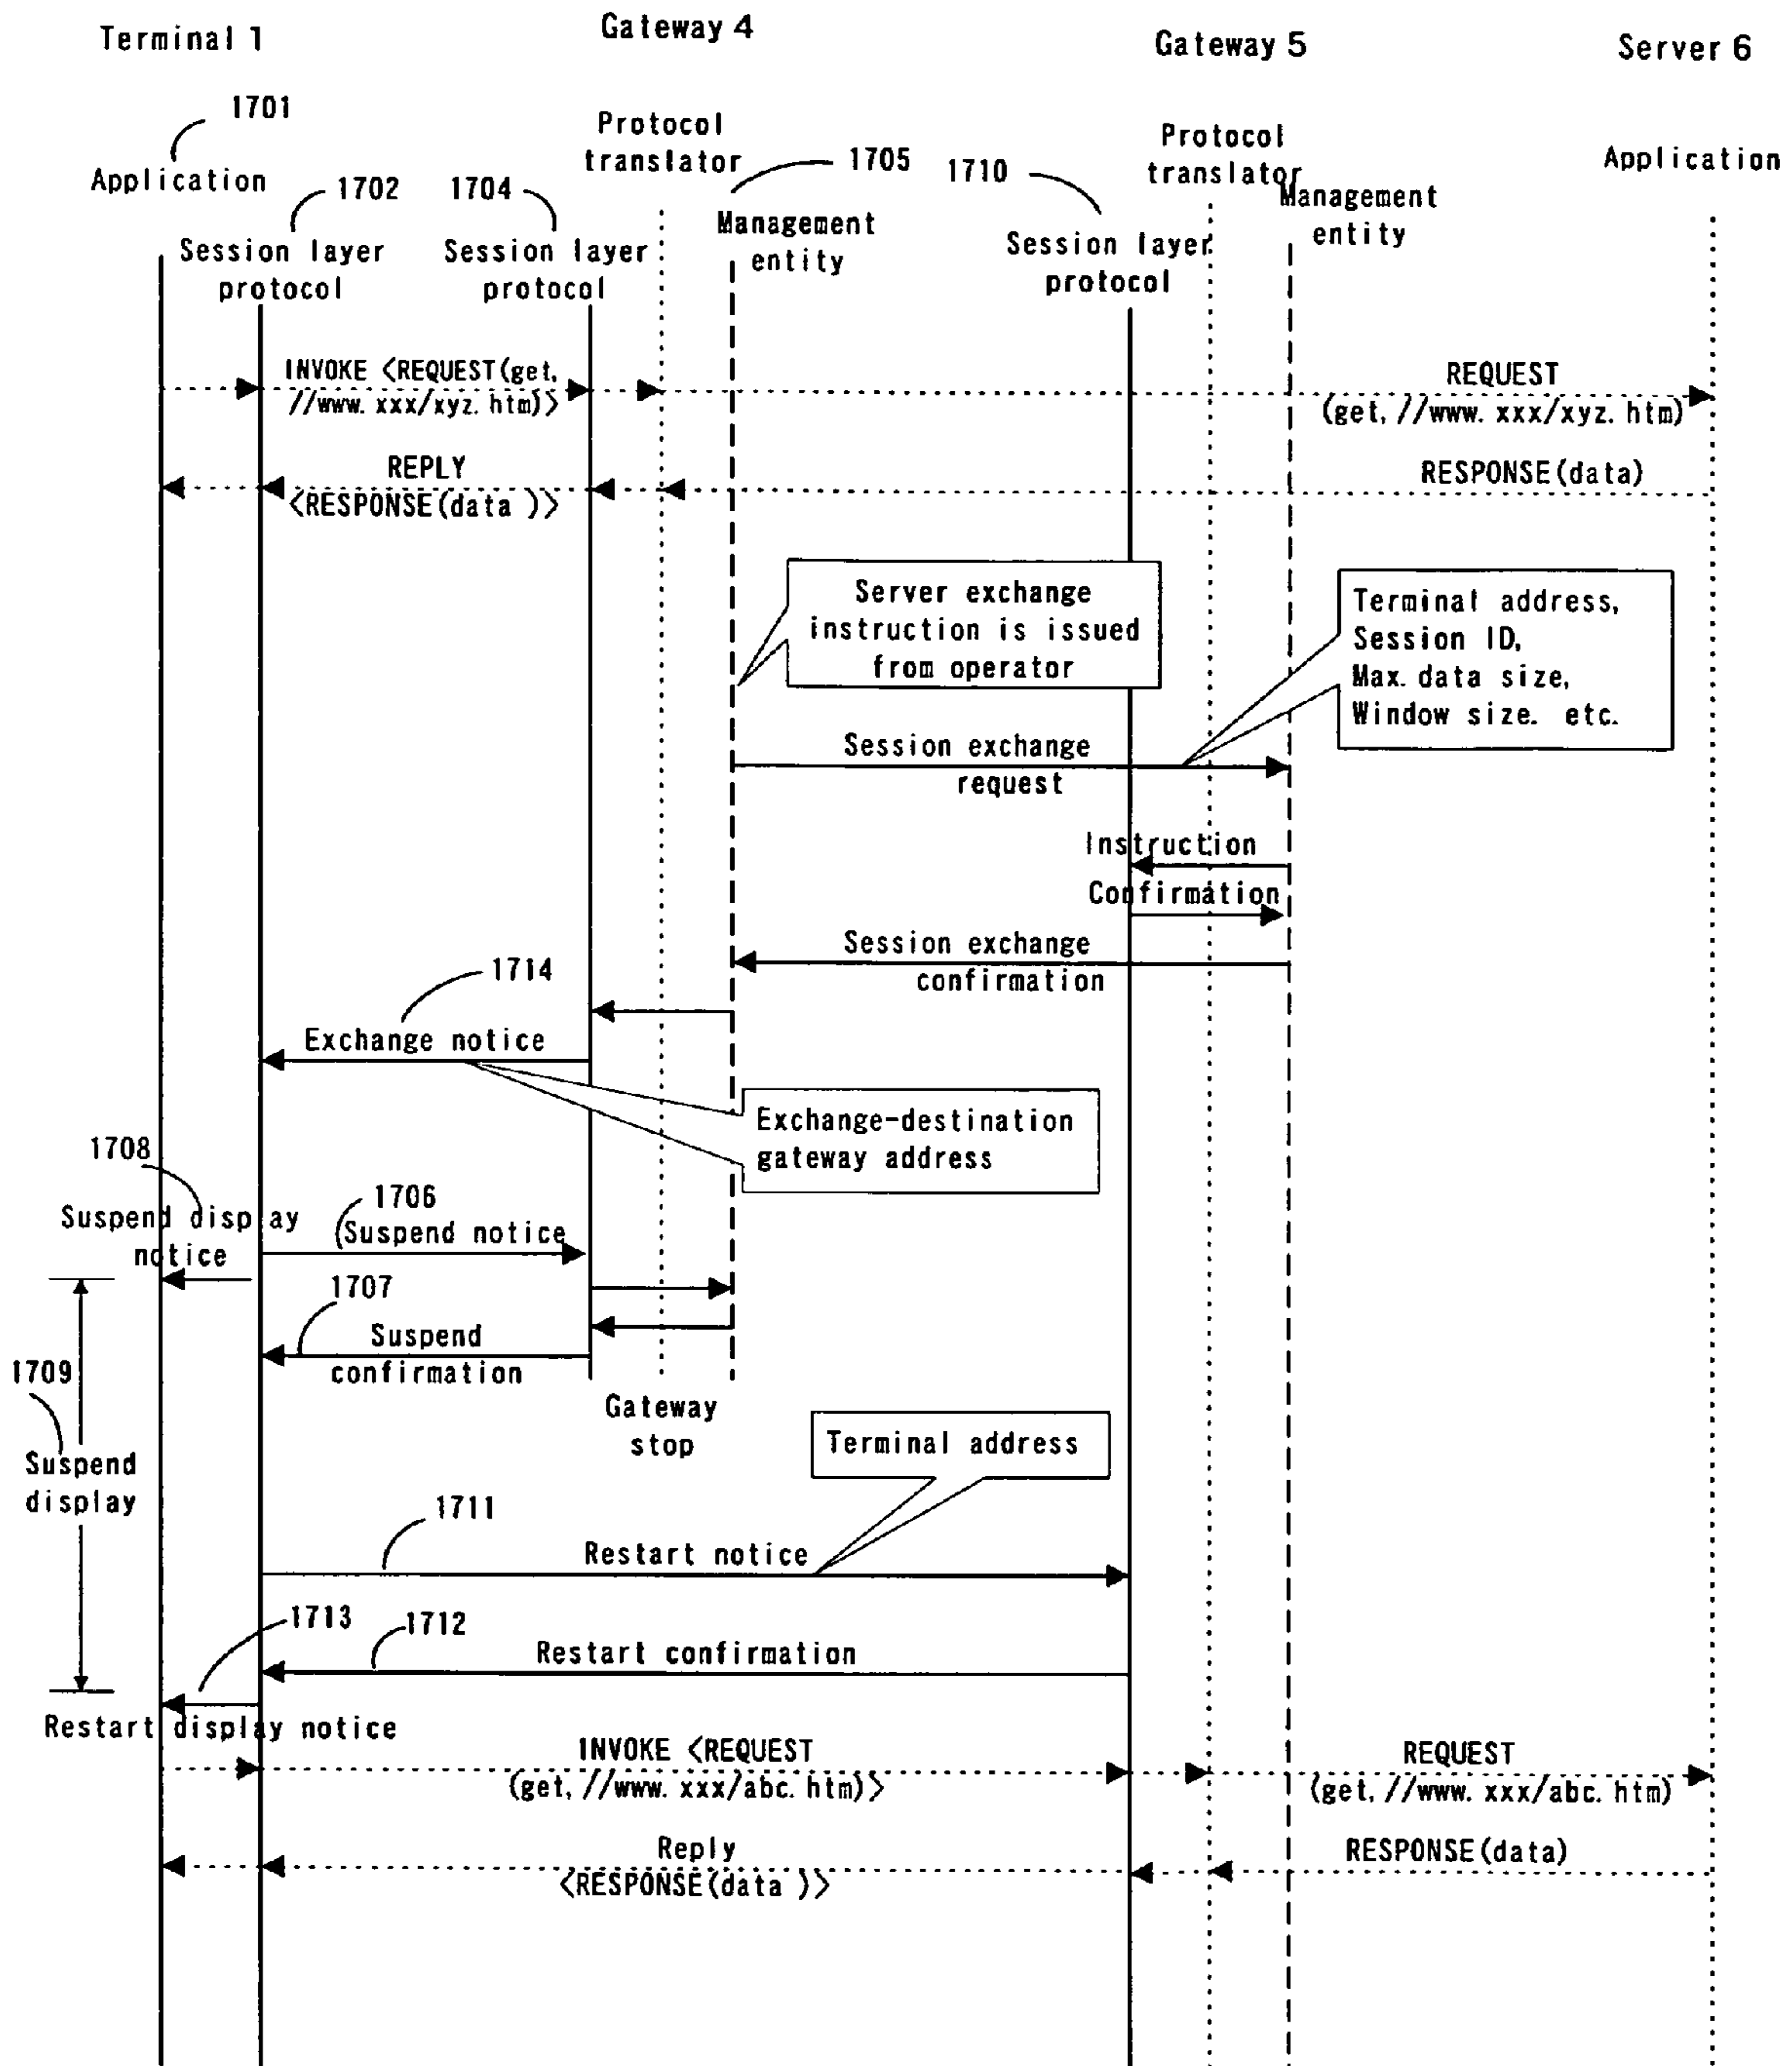 Terminal 1
Gateway 4
Gateway 5
Server 6
1701
Application
1702
Session layer
protocol
1704
Session layer
protocol
Protocol
translator
1705
Management
entity
1710
Session layer
protocol
Protocol
translator
Management
entity
Application
INVOKE <REQUEST(get,
//www. xxx/xyz. htm)>
REQUEST
(get, //www. xxx/xyz. htm)
REPLY
<RESPONSE(data )>
RESPONSE(data)
Server exchange
instruction is issued
from operator
Terminal address,
Session ID,
Max. data size,
Window size. etc.
Session exchange
request
Instruction
Confirmation
Session exchange
confirmation
1714
Exchange notice
Exchange-destination
gateway address
1708
Suspend display
notice
1706
Suspend notice
1707
Suspend
confirmation
1709
Suspend
display
Gateway
stop
Terminal address
1711
Restart notice
1713
1712
Restart confirmation
Restart display notice
INVOKE <REQUEST
(get, //www. xxx/abc. htm)>
REQUEST
(get, //www. xxx/abc. htm)
Reply
<RESPONSE(data )>
RESPONSE(data)